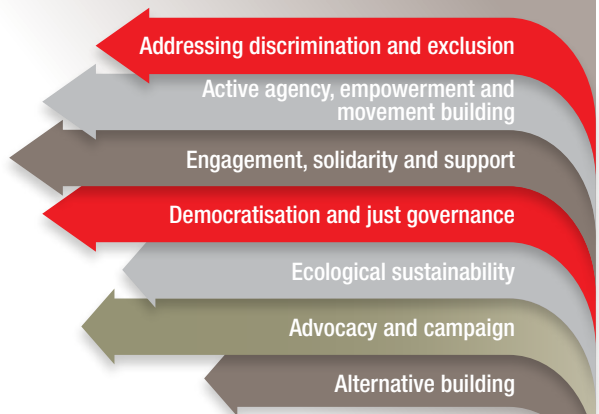 Addressing discrimination and exclusion
Active agency, empowerment and
movement building
Engagement, solidarity and support
Democratisation and just governance
Ecological sustainability
Advocacy and campaign
Alternative building